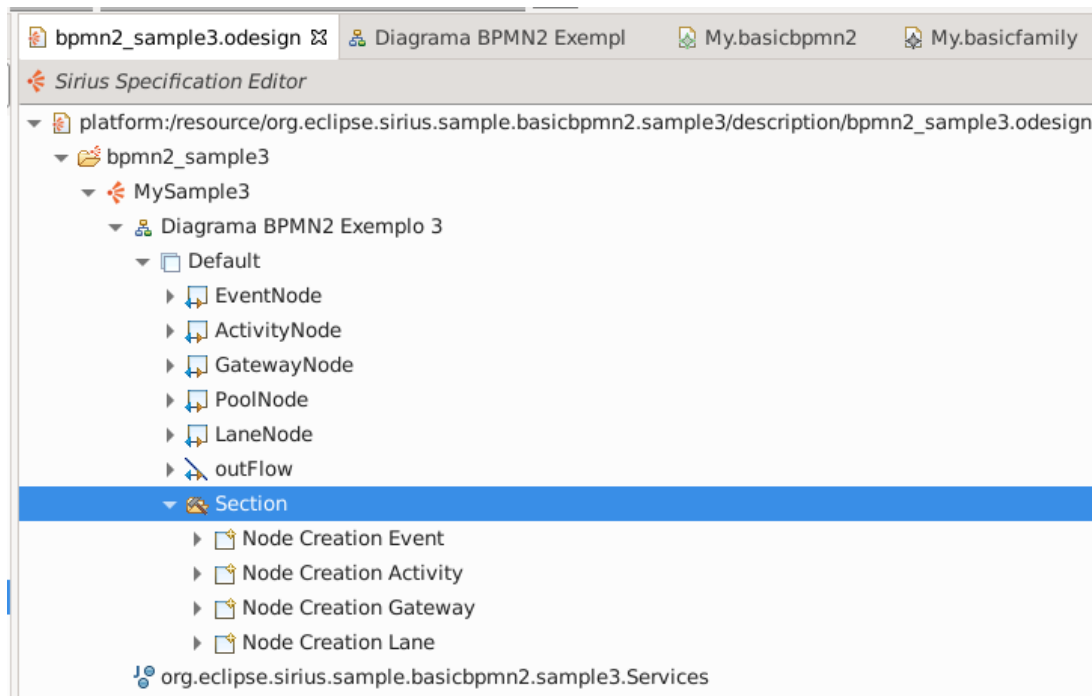 bpmn2_sample3.odesign Diagrama BPMN2 Exempl My.basicbpmn2 My.basicfamily
Sirius Specification Editor
platform:/resource/org.eclipse.sirius.sample.basicbpmn2.sample3/description/bpmn2_sample3.odesign
bpmn2_sample3
MySample3
Diagrama BPMN2 Exemplo 3
Default
EventNode
ActivityNode
GatewayNode
PoolNode
LaneNode
outFlow
Section
Node Creation Event
Node Creation Activity
Node Creation Gateway
Node Creation Lane
org.eclipse.sirius.sample.basicbpmn2.sample3.Services